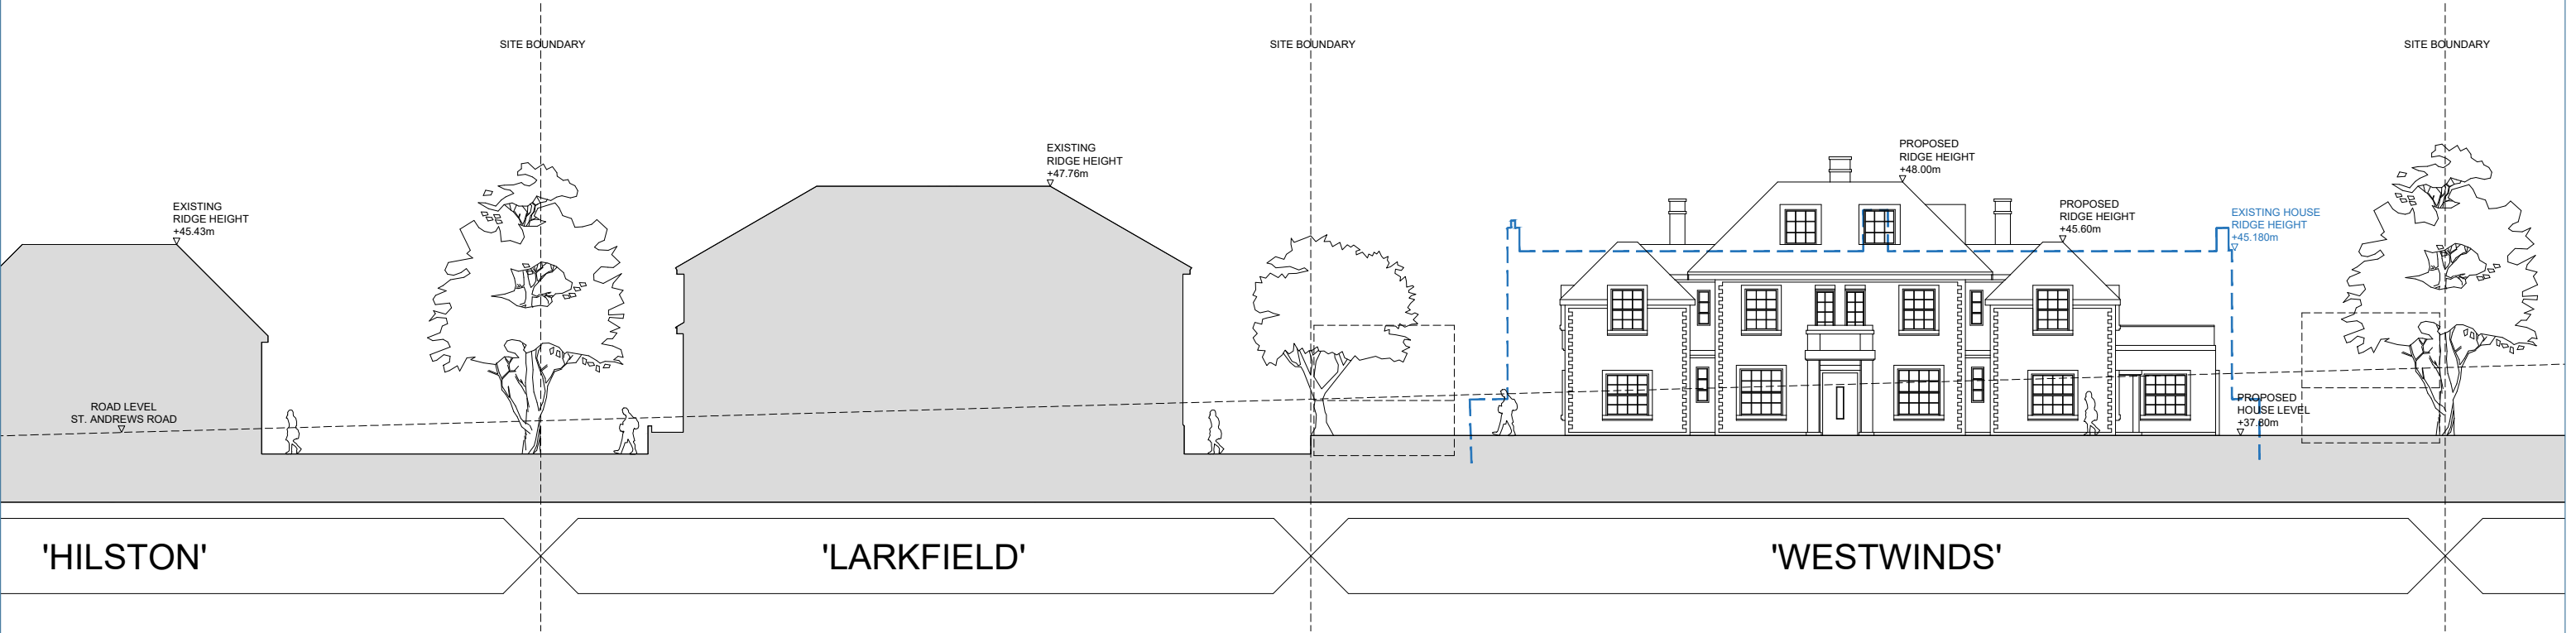 SITE BOUNDARY
SITE BOUNDARY
SITE BOUNDARY
EXISTING
RIDGE HEIGHT
+45.43m
EXISTING
RIDGE HEIGHT
+47.76m
PROPOSED
RIDGE HEIGHT
+48.00m
PROPOSED
RIDGE HEIGHT
+45.60m
EXISTING HOUSE
RIDGE HEIGHT
+45.180m
ROAD LEVEL
ST. ANDREWS ROAD
PROPOSED
HOUSE LEVEL
+37.80m
'HILSTON'
'LARKFIELD'
'WESTWINDS'